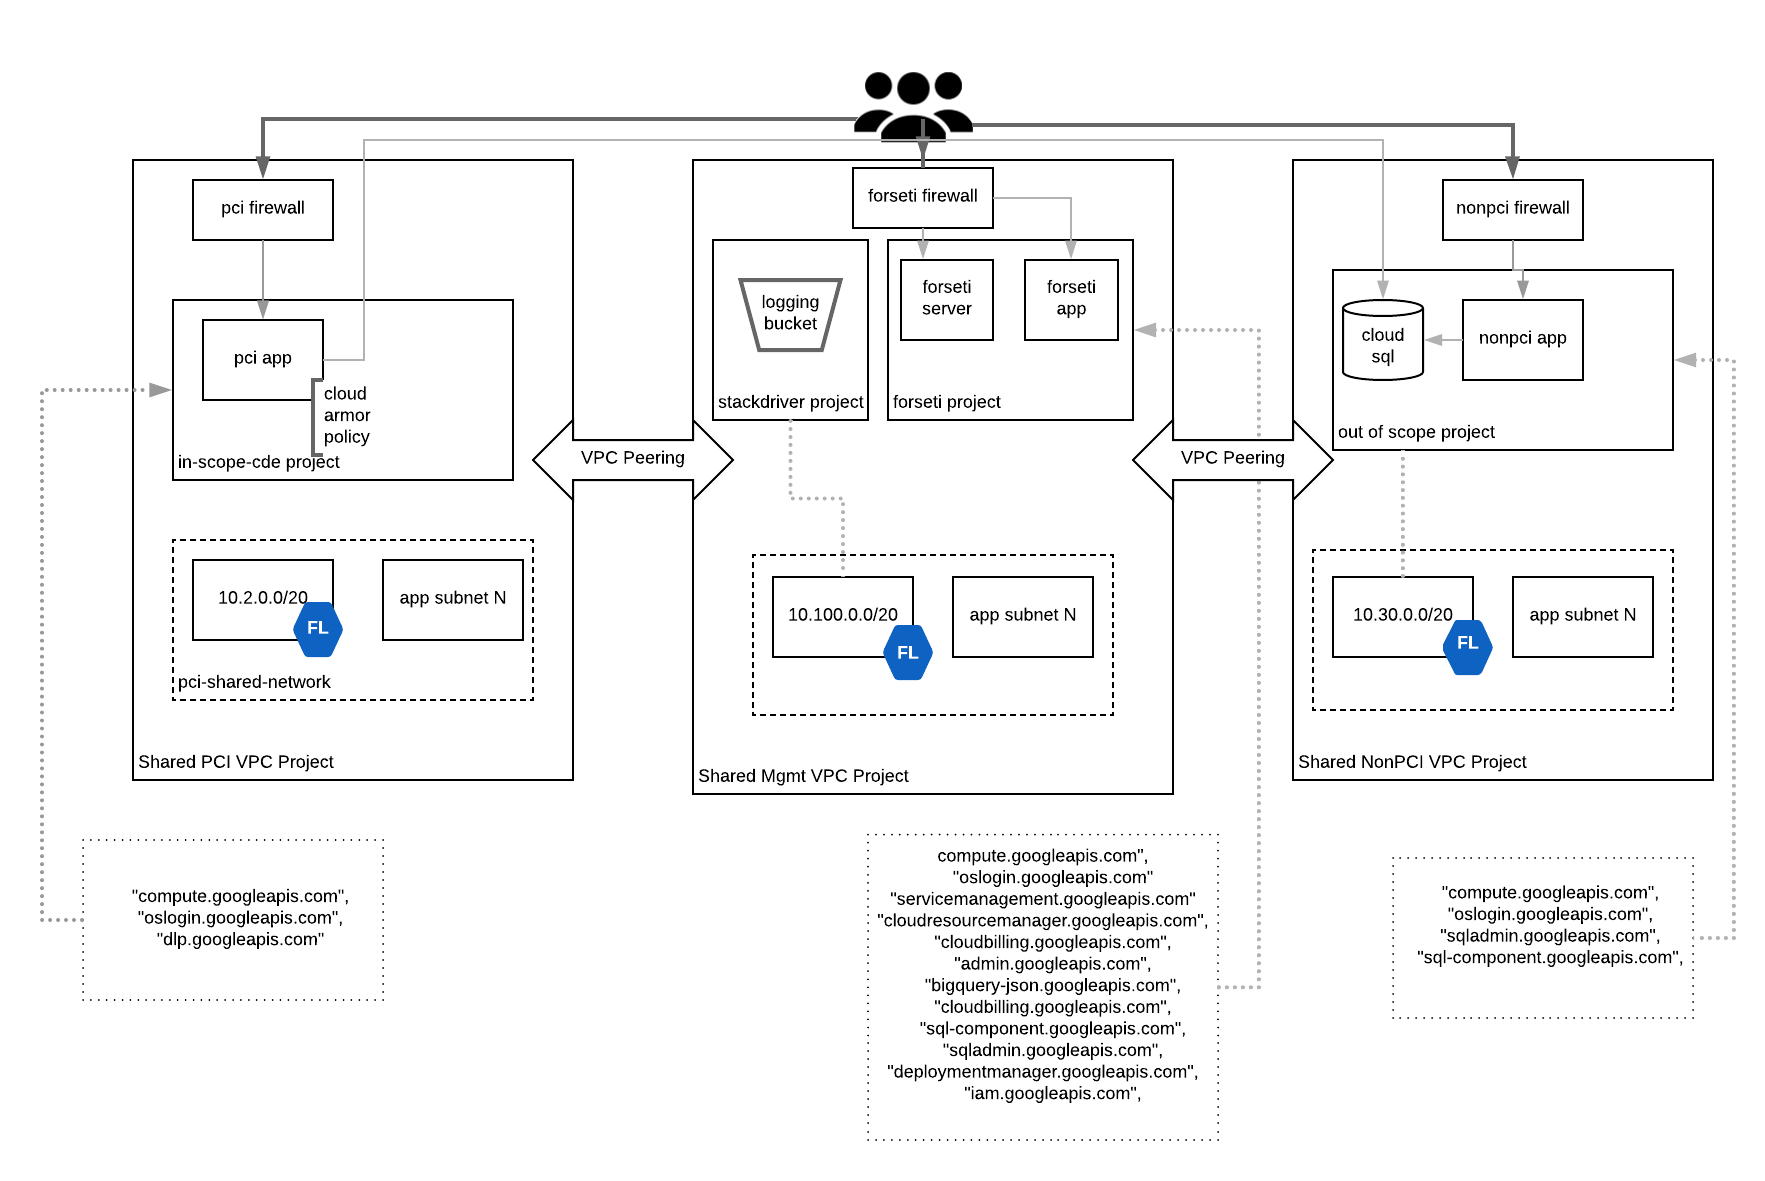 pci firewall
forseti firewall
nonpci firewall
pci app
cloud
armor
policy
in-scope-cde project
logging
bucket
stackdriver project
forseti
server
forseti
app
forseti project
cloud
sql
nonpci app
out of scope project
VPC Peering
VPC Peering
10.2.0.0/20
FL
app subnet N
pci-shared-network
Shared PCI VPC Project
10.100.0.0/20
FL
app subnet N
Shared Mgmt VPC Project
10.30.0.0/20
FL
app subnet N
Shared NonPCI VPC Project
"compute.googleapis.com",
"oslogin.googleapis.com",
"dlp.googleapis.com"
compute.googleapis.com",
"oslogin.googleapis.com"
"servicemanagement.googleapis.com"
"cloudresourcemanager.googleapis.com",
"cloudbilling.googleapis.com",
"admin.googleapis.com",
"bigquery-json.googleapis.com",
"cloudbilling.googleapis.com",
"sql-component.googleapis.com",
"sqladmin.googleapis.com",
"deploymentmanager.googleapis.com",
"iam.googleapis.com",
"compute.googleapis.com",
"oslogin.googleapis.com",
"sqladmin.googleapis.com",
"sql-component.googleapis.com",